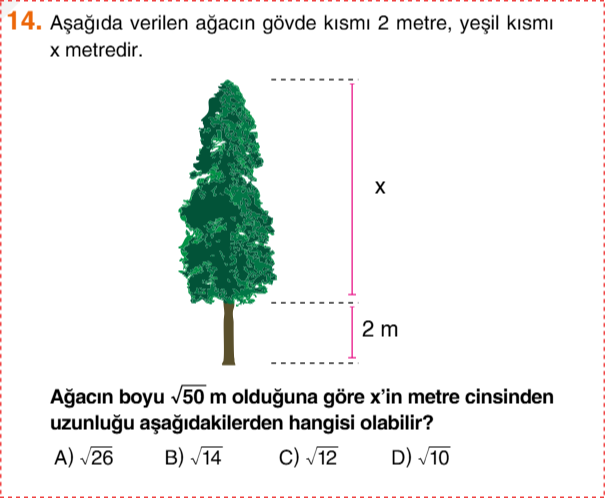 14. Aşağıda verilen ağacın gövde kısmı 2 metre, yeşil kısmı
x metredir.
x
2 m
Ağacın boyu √50 m olduğuna göre x'in metre cinsinden
uzunluğu aşağıdakilerden hangisi olabilir?
A) √26 B) √14 C) √12 D) √10